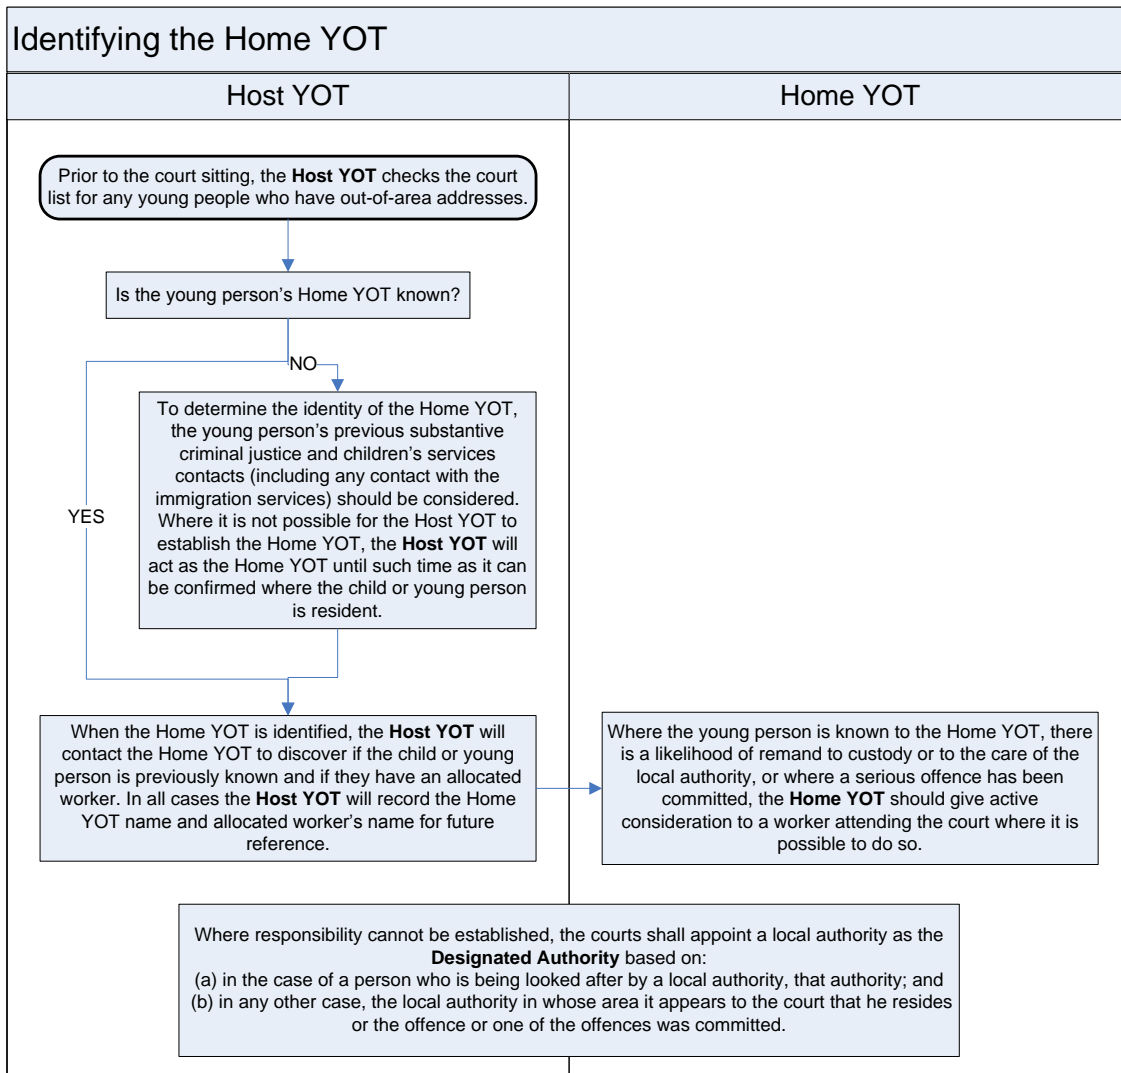 Identifying the Home YOT
Host YOT
Home YOT
Prior to the court sitting, the Host YOT checks the court
list for any young people who have out-of-area addresses.
Is the young person’s Home YOT known?
NO
To determine the identity of the Home YOT,
the young person’s previous substantive
criminal justice and children’s services
contacts (including any contact with the
immigration services) should be considered.
Where it is not possible for the Host YOT to
establish the Home YOT, the Host YOT will
act as the Home YOT until such time as it can
be confirmed where the child or young person
is resident.
YES
When the Home YOT is identified, the Host YOT will
contact the Home YOT to discover if the child or young
person is previously known and if they have an allocated
worker. In all cases the Host YOT will record the Home
YOT name and allocated worker’s name for future
reference.
Where the young person is known to the Home YOT, there
is a likelihood of remand to custody or to the care of the
local authority, or where a serious offence has been
committed, the Home YOT should give active
consideration to a worker attending the court where it is
possible to do so.
Where responsibility cannot be established, the courts shall appoint a local authority as the
Designated Authority based on:
(a) in the case of a person who is being looked after by a local authority, that authority; and
(b) in any other case, the local authority in whose area it appears to the court that he resides
or the offence or one of the offences was committed.